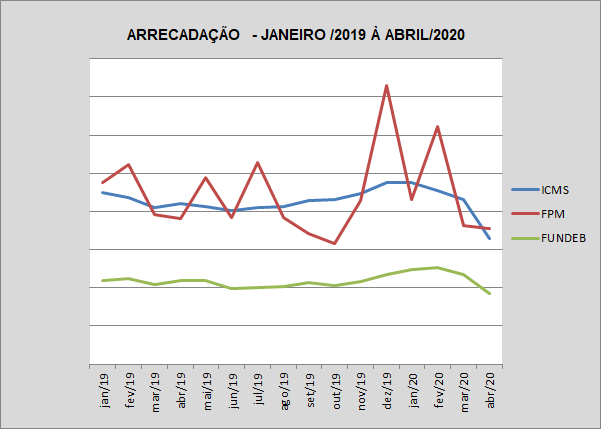 ARRECADAÇÃO - JANEIRO /2019 À ABRIL/2020
ICMS
FPM
FUNDEB
jan/19
fev/19
mar/19
abr/19
mai/19
jun/19
jul/19
ago/19
set/19
out/19
nov/19
dez/19
jan/20
fev/20
mar/20
abr/20